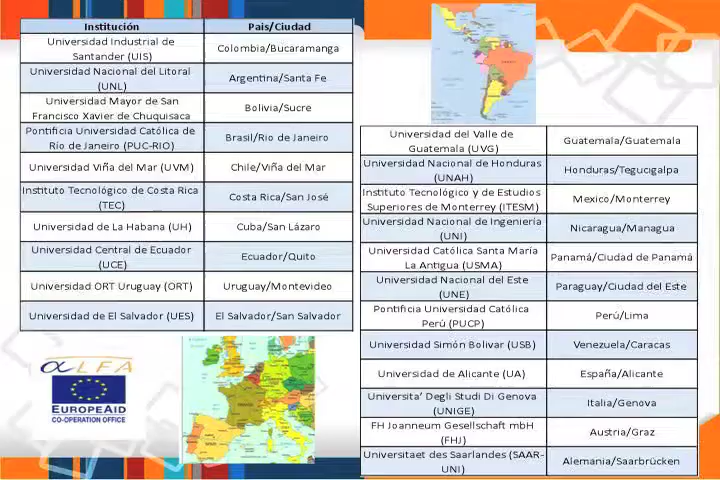 Institución País/Ciudad
Universidad Industrial de
Santander (UIS) Colombia/Bucaramanga
Universidad Nacional del Litoral
(UNL) Argentina/Santa Fe
Universidad Mayor de San
Francisco Xavier de Chuquisaca Bolivia/Sucre
Pontificia Universidad Católica de
Río de Janeiro (PUC-RIO) Brasil/Rio de Janeiro
Universidad Viña del Mar (UVM) Chile/Viña del Mar
Instituto Tecnológico de Costa Rica
(TEC) Costa Rica/San José
Universidad de La Habana (UH) Cuba/San Lázaro
Universidad Central de Ecuador
(UCE) Ecuador/Quito
Universidad ORT Uruguay (ORT) Uruguay/Montevideo
Universidad de El Salvador (UES) El Salvador/San Salvador
Universidad del Valle de
Guatemala (UVG) Guatemala/Guatemala
Universidad Nacional de Honduras
(UNAH) Honduras/Tegucigalpa
Instituto Tecnológico y de Estudios
Superiores de Monterrey (ITESM) Mexico/Monterrey
Universidad Nacional de Ingeniería
(UNI) Nicaragua/Managua
Universidad Católica Santa María
La Antigua (USMA) Panamá/Ciudad de Panamá
Universidad Nacional del Este
(UNE) Paraguay/Ciudad del Este
Pontificia Universidad Católica
Perú (PUCP) Perú/Lima
Universidad Simón Bolivar (USB) Venezuela/Caracas
Universidad de Alicante (UA) España/Alicante
Universita' Degli Studi Di Genova
(UNIGE) Italia/Genova
FH Joanneum Gesellschaft mbH
(FHJ) Austria/Graz
Universitaet des Saarlandes (SAAR-
UNI) Alemania/Saarbrücken
αLFA
EUROPEAID
CO-OPERATION OFFICE